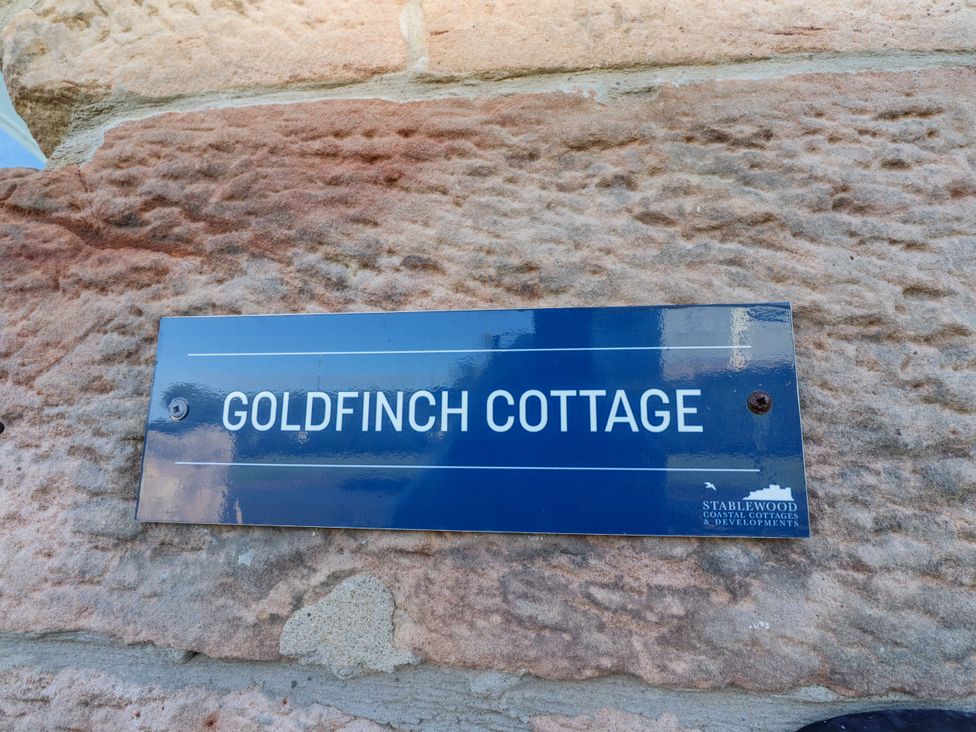 GOLDFINCH COTTAGE
STABLEWOOD
COASTAL COTTAGES
& DEVELOPMENTS